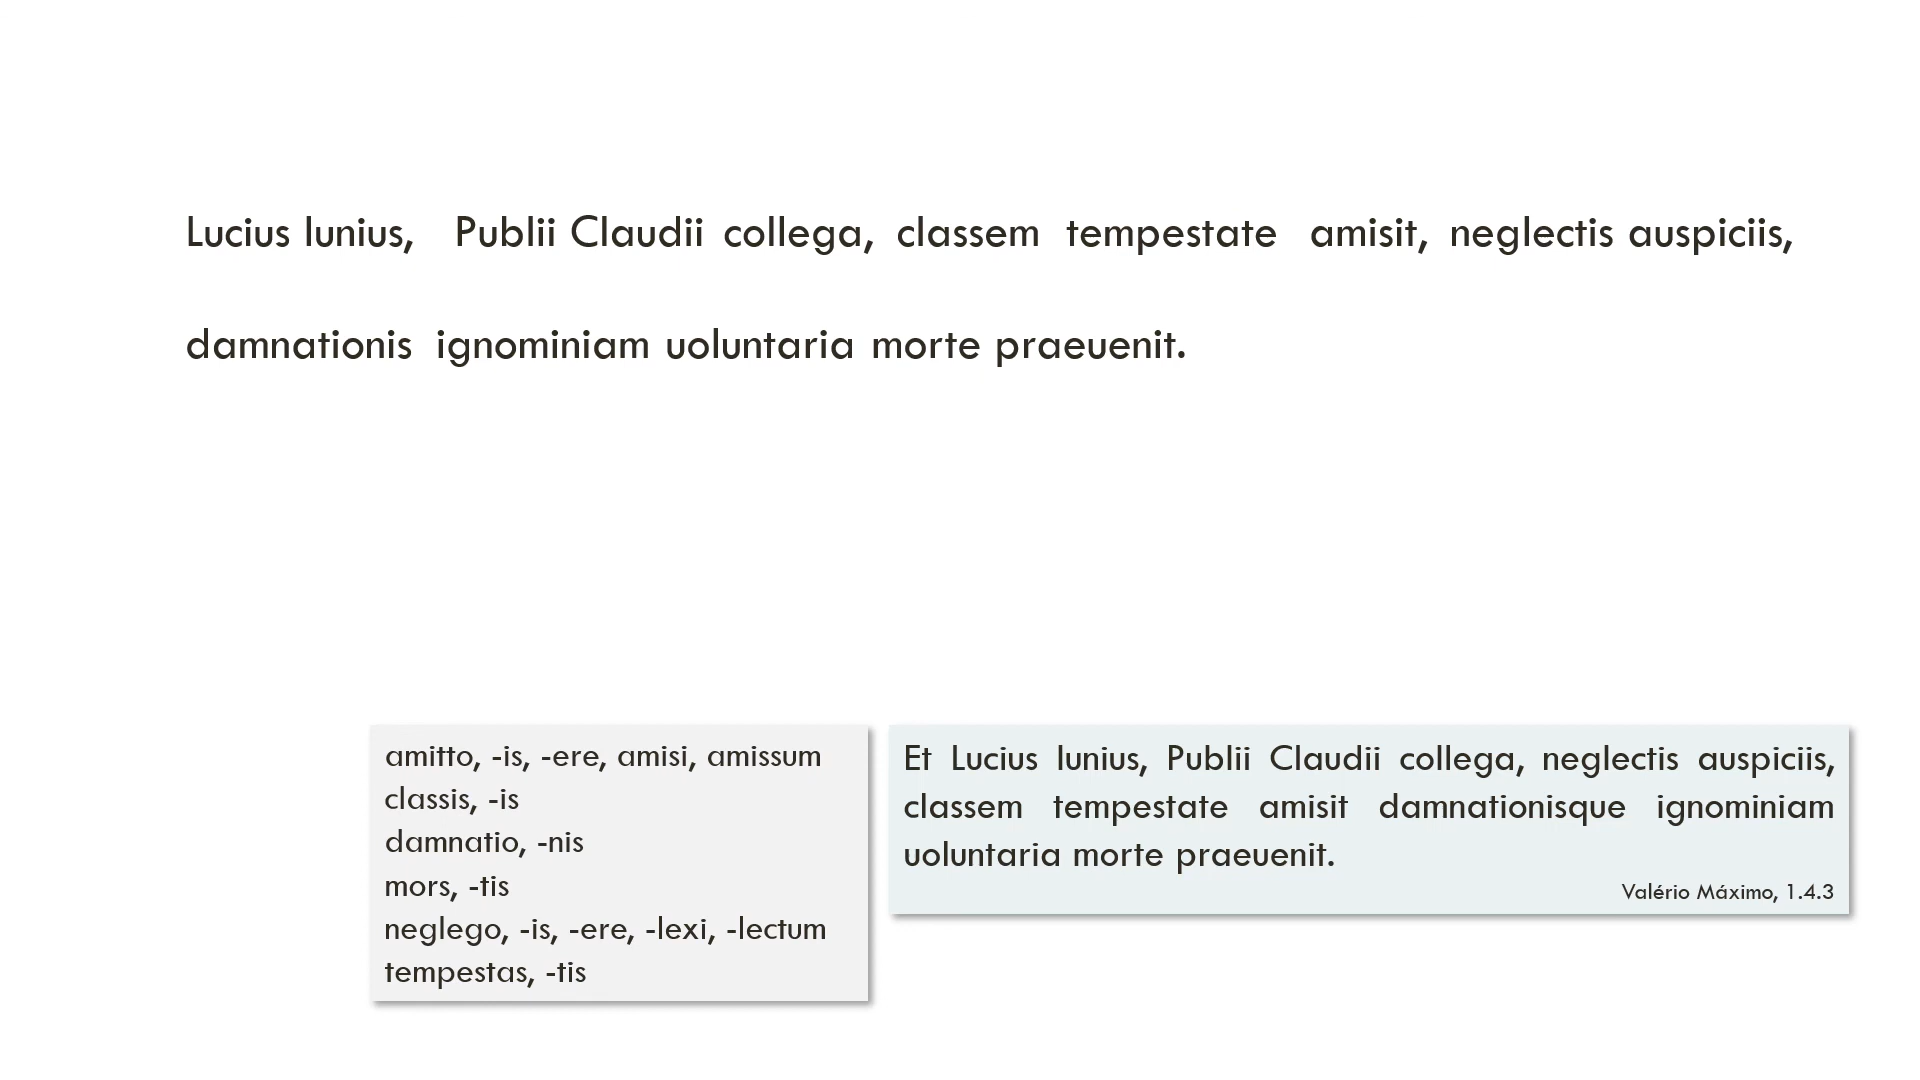 Lucius Iunius, Publii Claudii collega, classem tempestate amisit, neglectis auspiciis,
damnationis ignominiam uoluntaria morte praeuenit.
amitto, -is, -ere, amisi, amissum
classis, -is
damnatio, -nis
mors, -tis
neglego, -is, -ere, -lexi, -lectum
tempestas, -tis
Et Lucius Iunius, Publii Claudii collega, neglectis auspiciis,
classem tempestate amisit damnationisque ignominiam
uoluntaria morte praeuenit.
Valério Máximo, 1.4.3